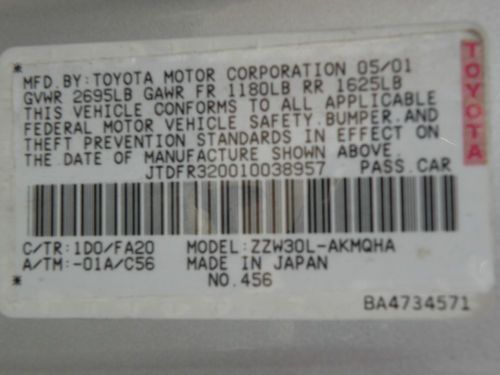 MFD.BY:TOYOTA MOTOR CORPORATION 05/01
GVWR 2695LB GAWR FR 1180LB RR 1625LB
THIS VEHICLE CONFORMS TO ALL APPLICABLE
FEDERAL MOTOR VEHICLE SAFETY.BUMPER.AND
THEFT PREVENTION STANDARDS IN EFFECT ON
THE DATE OF MANUFACTURE SHOWN ABOVE.
JTDFR320010038957 PASS.CAR
TOYOTA
C/TR:1D0/FA20 MODEL:ZZW30L-AKMQHA
A/TM:-01A/C56 MADE IN JAPAN
NO.456
BA4734571